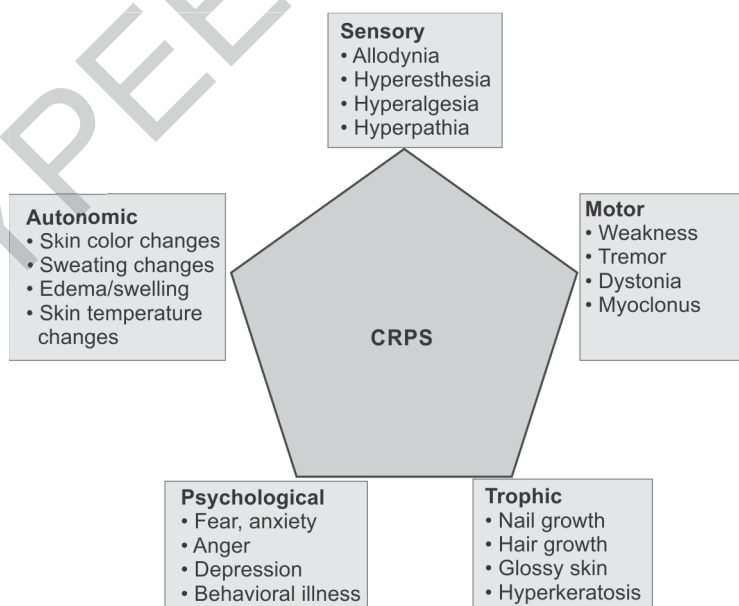 Sensory
• Allodynia
• Hyperesthesia
• Hyperalgesia
• Hyperpathia
Autonomic
• Skin color changes
• Sweating changes
• Edema/swelling
• Skin temperature
changes
Motor
• Weakness
• Tremor
• Dystonia
• Myoclonus
CRPS
Psychological
• Fear, anxiety
• Anger
• Depression
• Behavioral illness
Trophic
• Nail growth
• Hair growth
• Glossy skin
• Hyperkeratosis